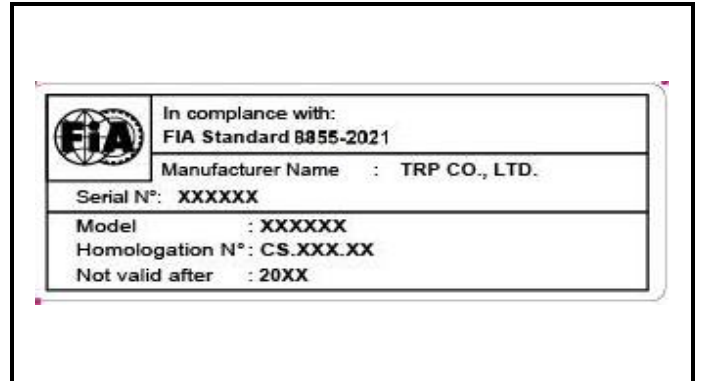 FiA
In complance with:
FIA Standard 8855-2021
Manufacturer Name : TRP CO., LTD.
Serial N°: XXXXXX
Model : XXXXXX
Homologation N° : CS.XXX.XX
Not valid after : 20XX